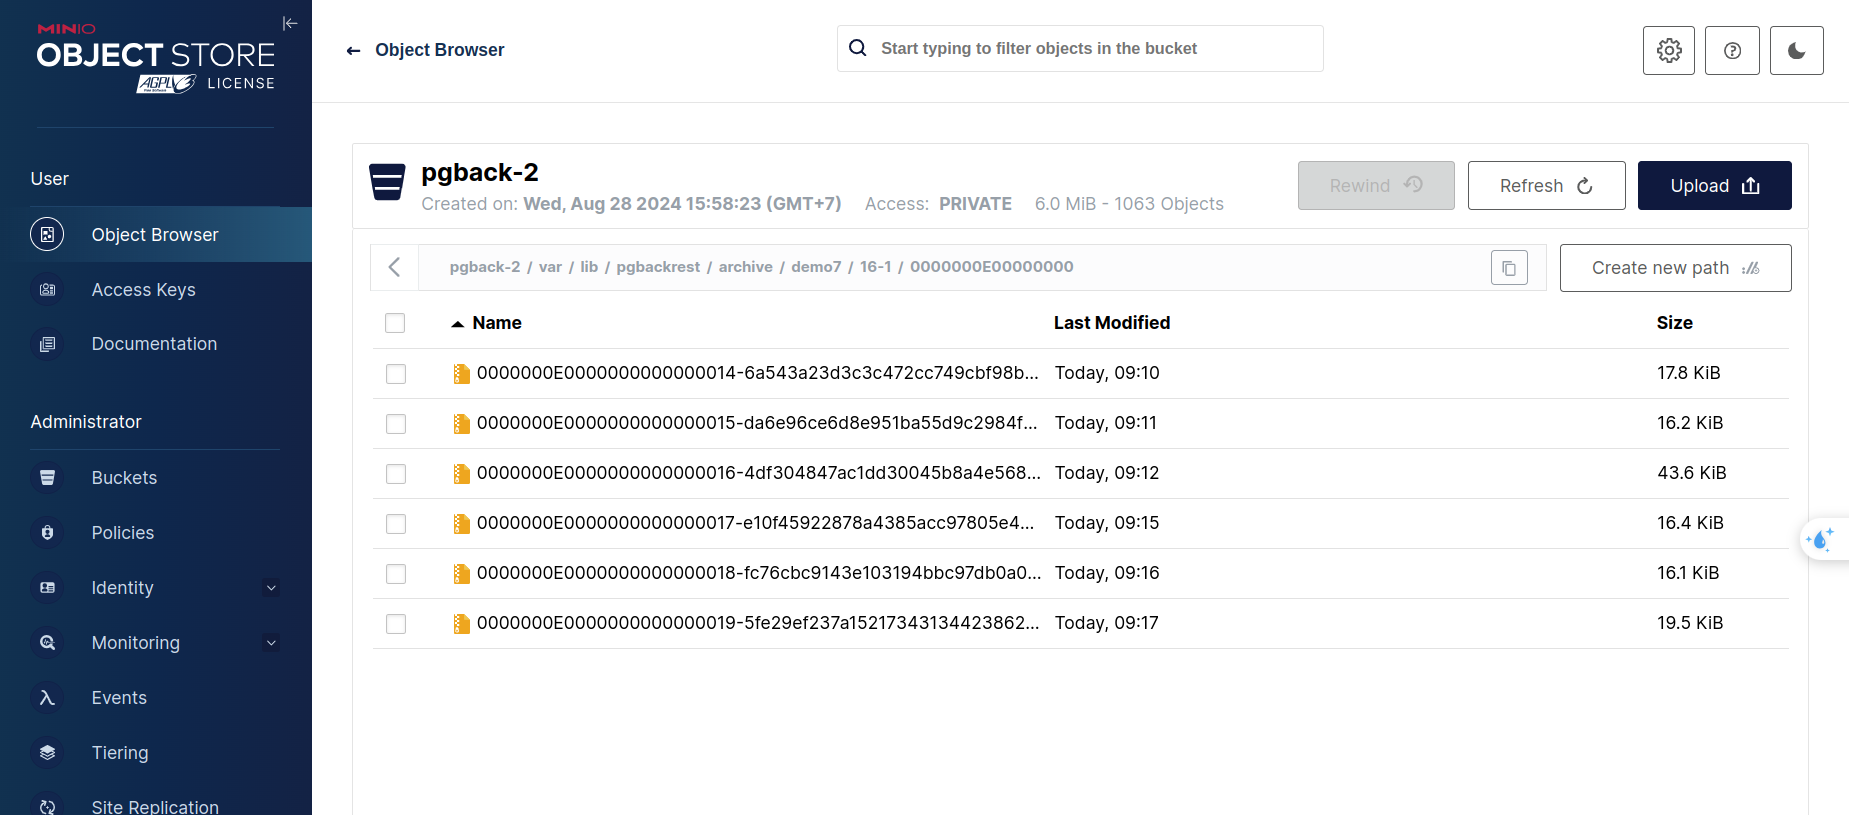 MINIO
OBJECT STORE
AGPLv3
Free Software
LICENSE
User
Object Browser
Access Keys
Documentation
Administrator
Buckets
Policies
Identity
Monitoring
Events
Tiering
Site Replication
Object Browser
Start typing to filter objects in the bucket
pgback-2
Created on: Wed, Aug 28 2024 15:58:23 (GMT+7) Access: PRIVATE 6.0 MiB - 1063 Objects
Rewind
Refresh
Upload
pgback-2 / var / lib / pgbackrest / archive / demo7 / 16-1 / 0000000E00000000
Create new path
Name Last Modified Size
0000000E0000000000000014-6a543a23d3c3c472cc749cbf98b... Today, 09:10 17.8 KiB
0000000E0000000000000015-da6e96ce6d8e951ba55d9c2984f... Today, 09:11 16.2 KiB
0000000E0000000000000016-4df304847ac1dd30045b8a4e568... Today, 09:12 43.6 KiB
0000000E0000000000000017-e10f45922878a4385acc97805e4... Today, 09:15 16.4 KiB
0000000E0000000000000018-fc76cbc9143e103194bbc97db0a0... Today, 09:16 16.1 KiB
0000000E0000000000000019-5fe29ef237a15217343134423862... Today, 09:17 19.5 KiB